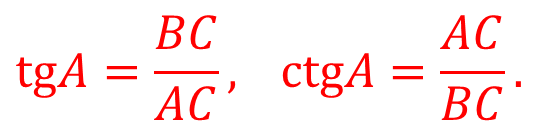 tgA = BC/AC, ctgA = AC/BC.